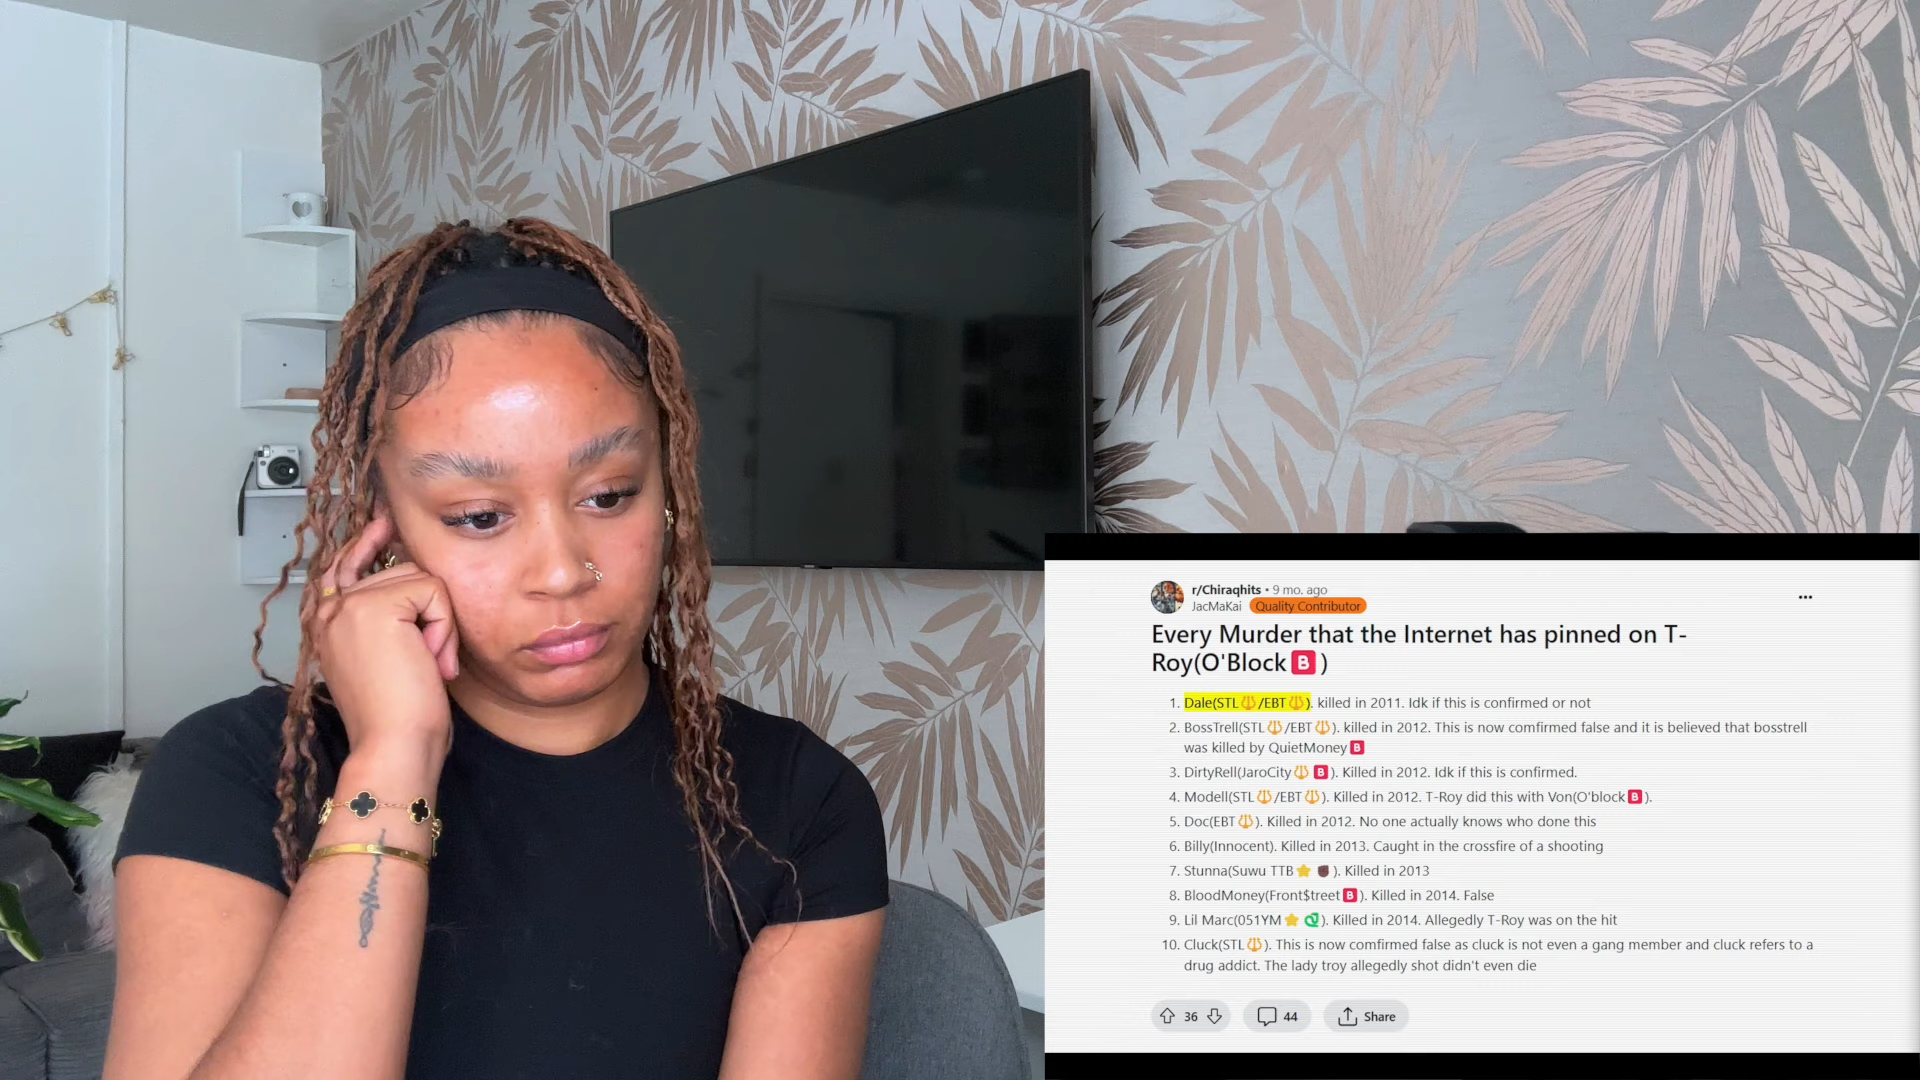 r/Chiraqhits • 9 mo. ago
JacMaKai Quality Contributor
Every Murder that the Internet has pinned on T-
Roy(O'Block🅱️)
1. Dale(STL🔱/EBT🔱). killed in 2011. Idk if this is confirmed or not
2. BossTrell(STL🔱/EBT🔱). killed in 2012. This is now comfirmed false and it is believed that bosstrell
was killed by QuietMoney🅱️
3. DirtyRell(JaroCity🔱🅱️). Killed in 2012. Idk if this is confirmed.
4. Modell(STL🔱/EBT🔱). Killed in 2012. T-Roy did this with Von(O'block🅱️).
5. Doc(EBT🔱). Killed in 2012. No one actually knows who done this
6. Billy(Innocent). Killed in 2013. Caught in the crossfire of a shooting
7. Stunna(Suwu TTB⭐✊🏿). Killed in 2013
8. BloodMoney(Front$treet🅱️). Killed in 2014. False
9. Lil Marc(051YM⭐🐉). Killed in 2014. Allegedly T-Roy was on the hit
10. Cluck(STL🔱). This is now comfirmed false as cluck is not even a gang member and cluck refers to a
drug addict. The lady troy allegedly shot didn't even die
36 44 Share